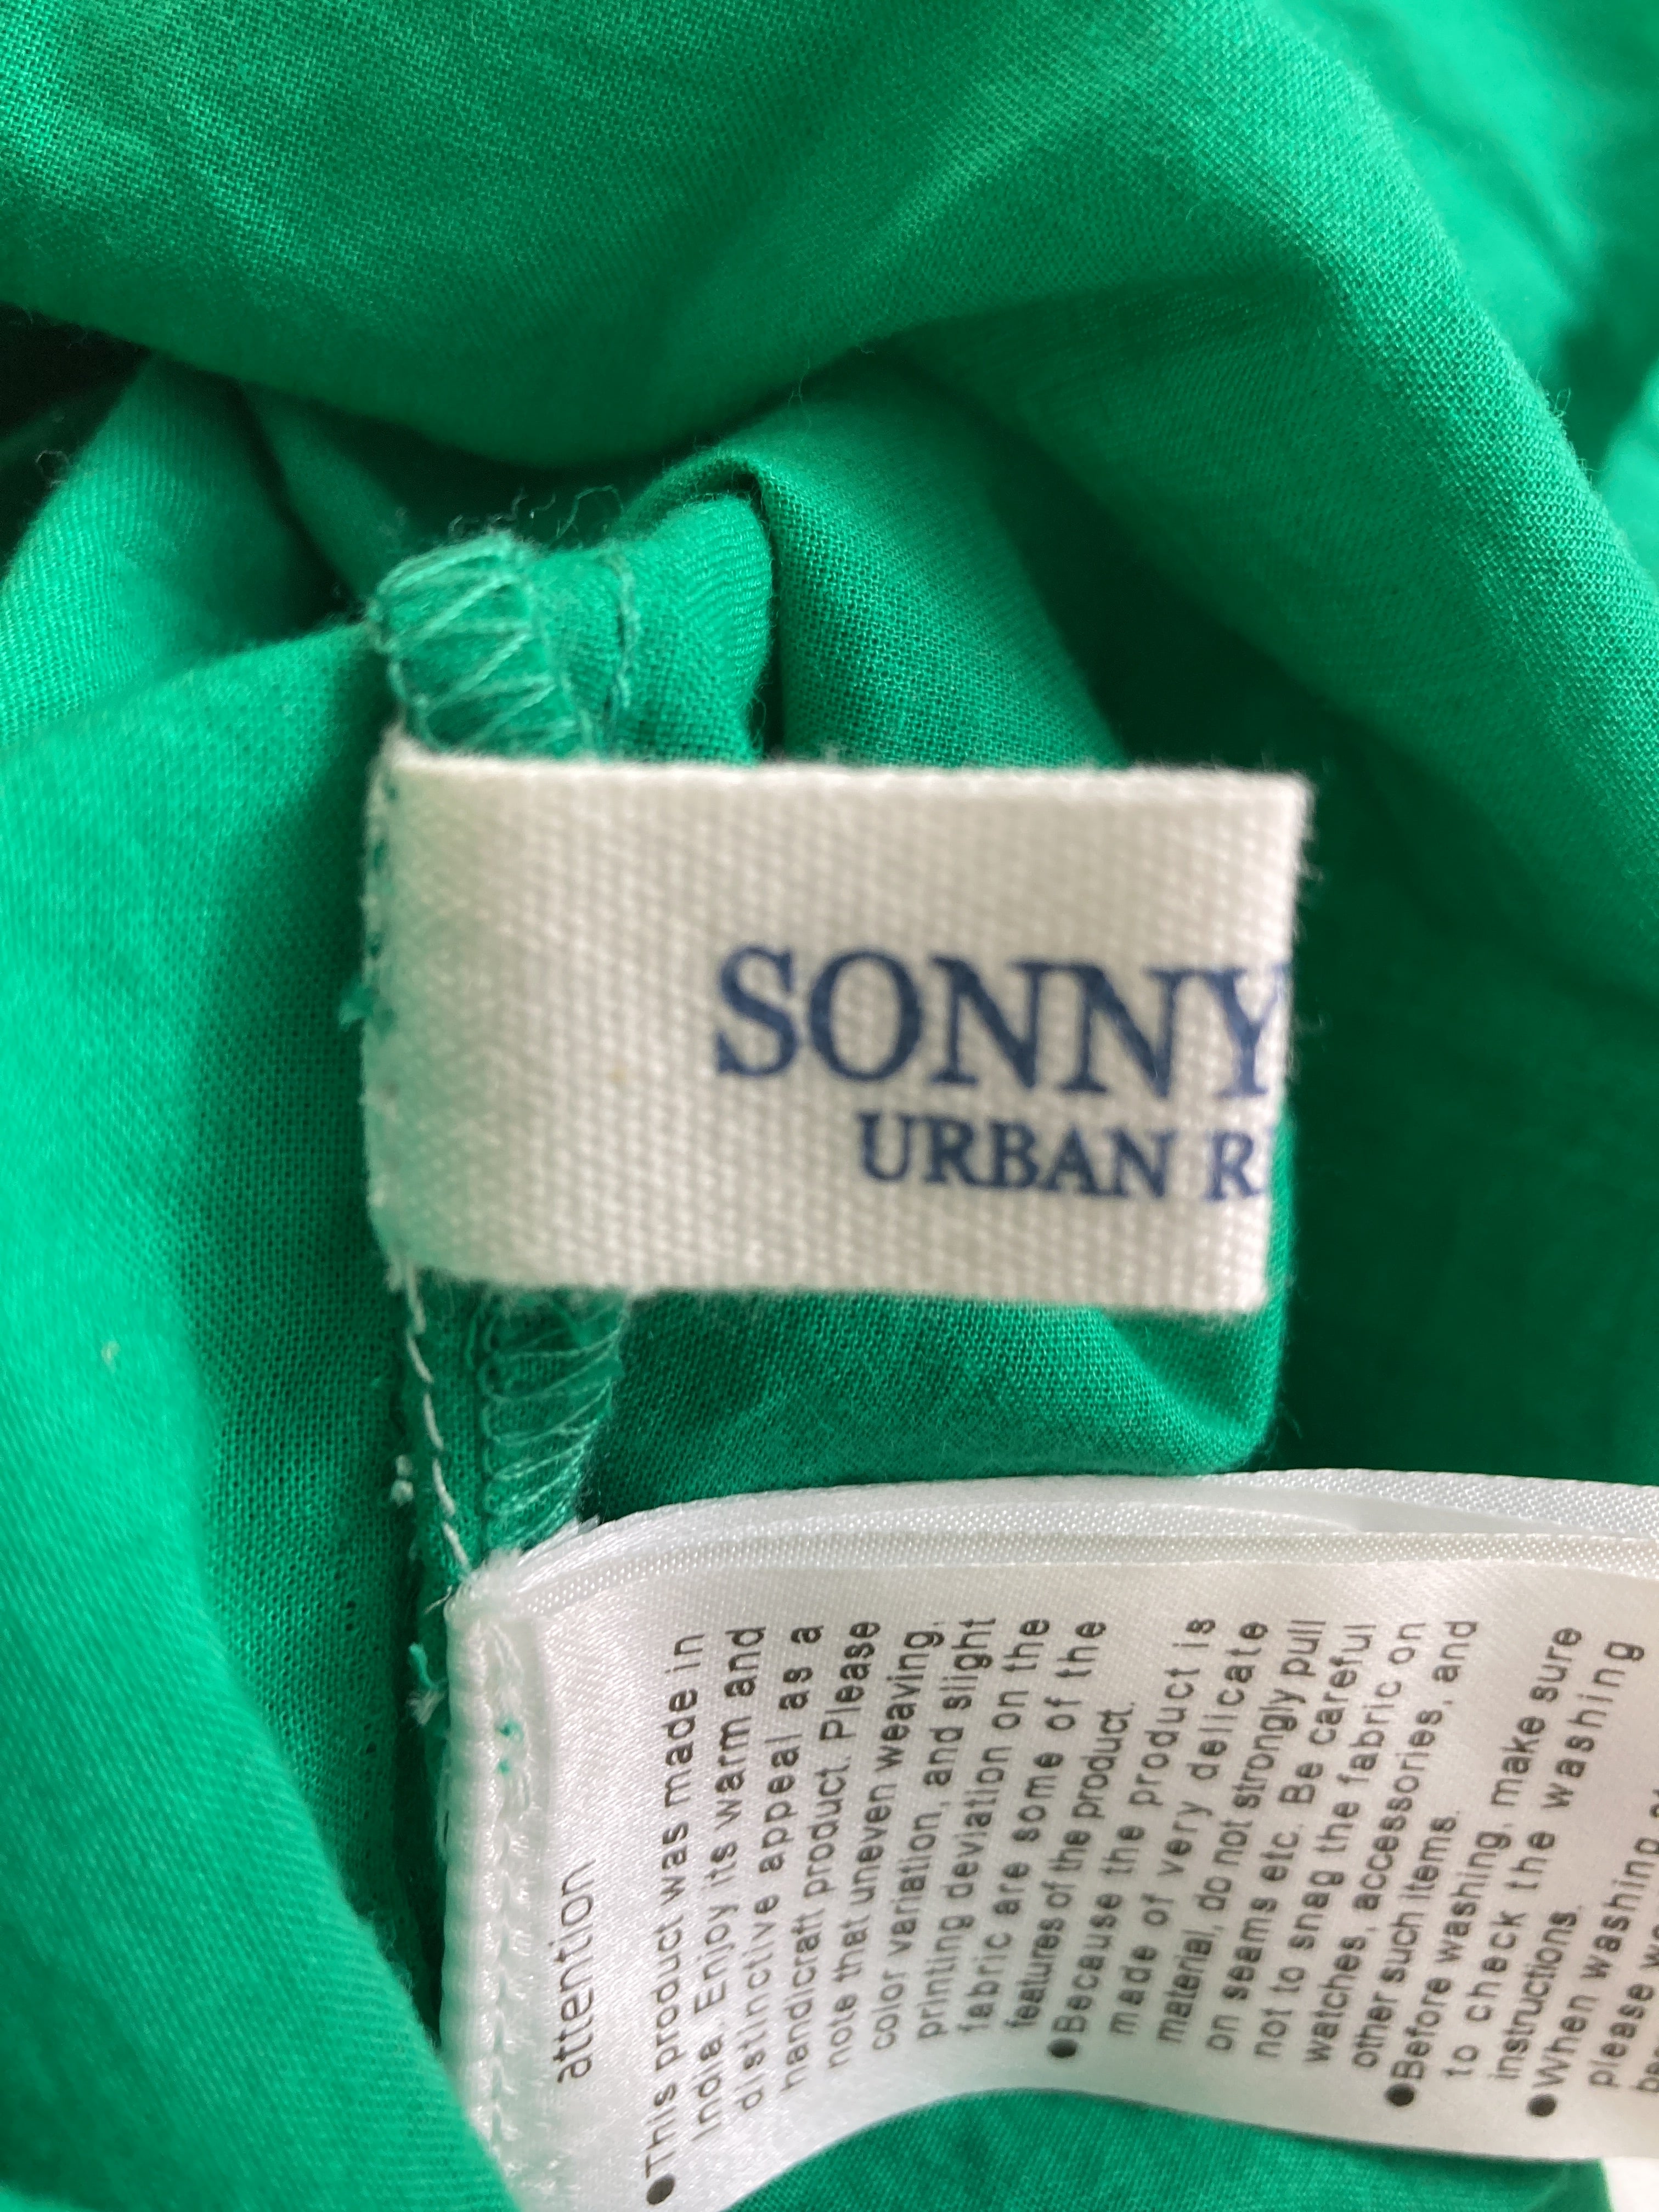 SONNY
URBAN R
attention
●This product was made in
India. Enjoy its warm and
distinctive appeal as a
handicraft product. Please
note that uneven weaving,
color variation, and slight
printing deviation on the
fabric are some of the
features of the product.
●Because the product is
made of very delicate
material, do not strongly pull
on seams etc. Be careful
not to snag the fabric on
watches, accessories, and
other such items.
●Before washing, make sure
to check the washing
instructions.
●When washing
please